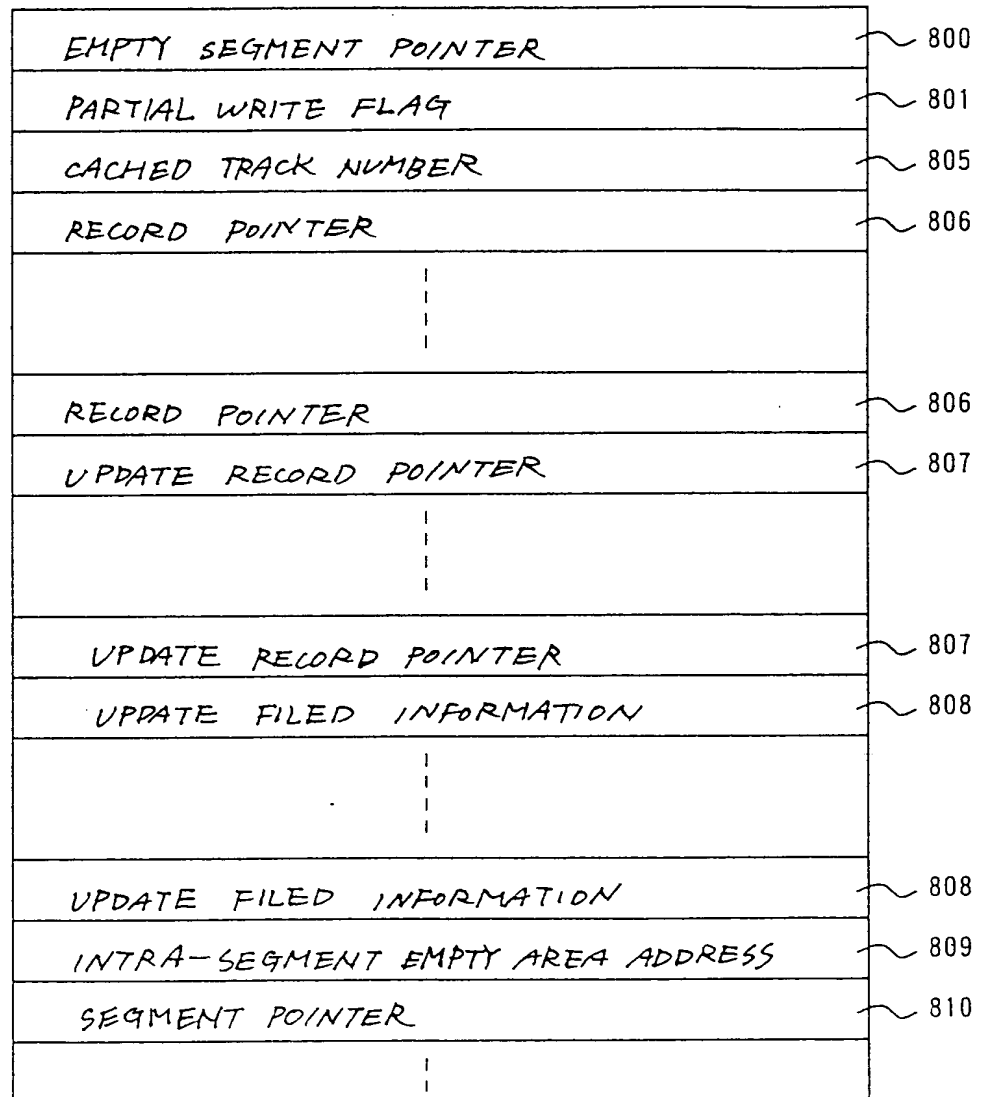 EMPTY SEGMENT POINTER 800
PARTIAL WRITE FLAG 801
CACHED TRACK NUMBER 805
RECORD POINTER 806
RECORD POINTER 806
UPDATE RECORD POINTER 807
UPDATE RECORD POINTER 807
UPDATE FILED INFORMATION 808
UPDATE FILED INFORMATION 808
INTRA-SEGMENT EMPTY AREA ADDRESS 809
SEGMENT POINTER 810